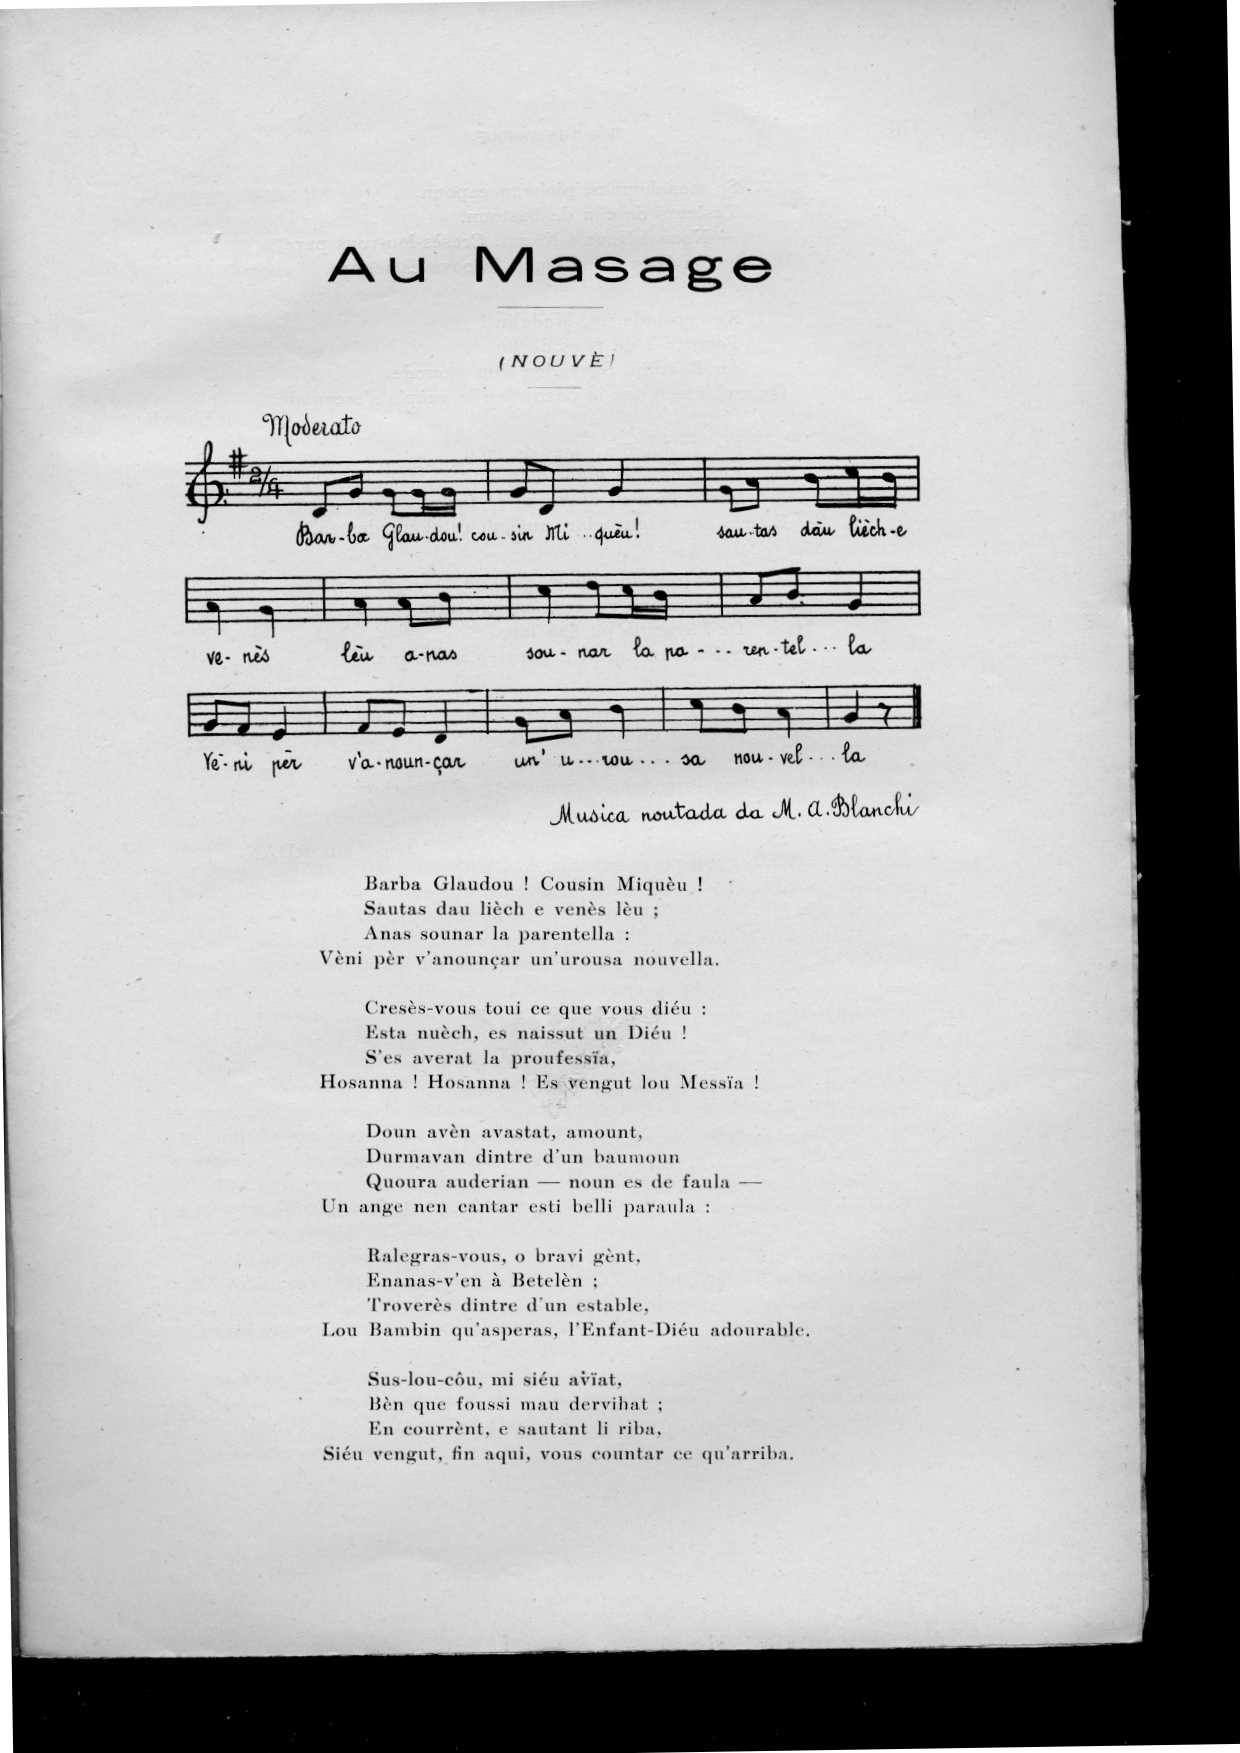 Au Masage
(NOUVÈ)
Moderato
2/4
Bar-ba Glau-dou! cou-sin Mi..quèu! sau-tas dàu lièch-e
ve-nès lèu a-nas sou-nar la pa-..ren-tel...la
Vè-ni pèr v'a-noun-çar un' u...rou...sa nou-vel...la
Musica noutada da M. A. Blanchi
Barba Glaudou ! Cousin Miquèu !
Sautas dau lièch e venès lèu ;
Anas sounar la parentella :
Vèni pèr v'anounçar un'urousa nouvella.
Cresès-vous toui ce que vous diéu :
Esta nuèch, es naissut un Diéu !
S'es averat la proufessïa,
Hosanna ! Hosanna ! Es vengut lou Messïa !
Doun avèn avastat, amount,
Durmavan dintre d'un baumoun
Quoura auderian — noun es de faula —
Un ange nen cantar esti belli paraula :
Ralegras-vous, o bravi gènt,
Enanas-v'en à Betelèn ;
Troverès dintre d'un estable,
Lou Bambin qu'asperas, l'Enfant-Diéu adourable.
Sus-lou-côu, mi siéu avïat,
Bèn que foussi mau dervihat ;
En courrènt, e sautant li riba,
Siéu vengut, fin aqui, vous countar ce qu'arriba.